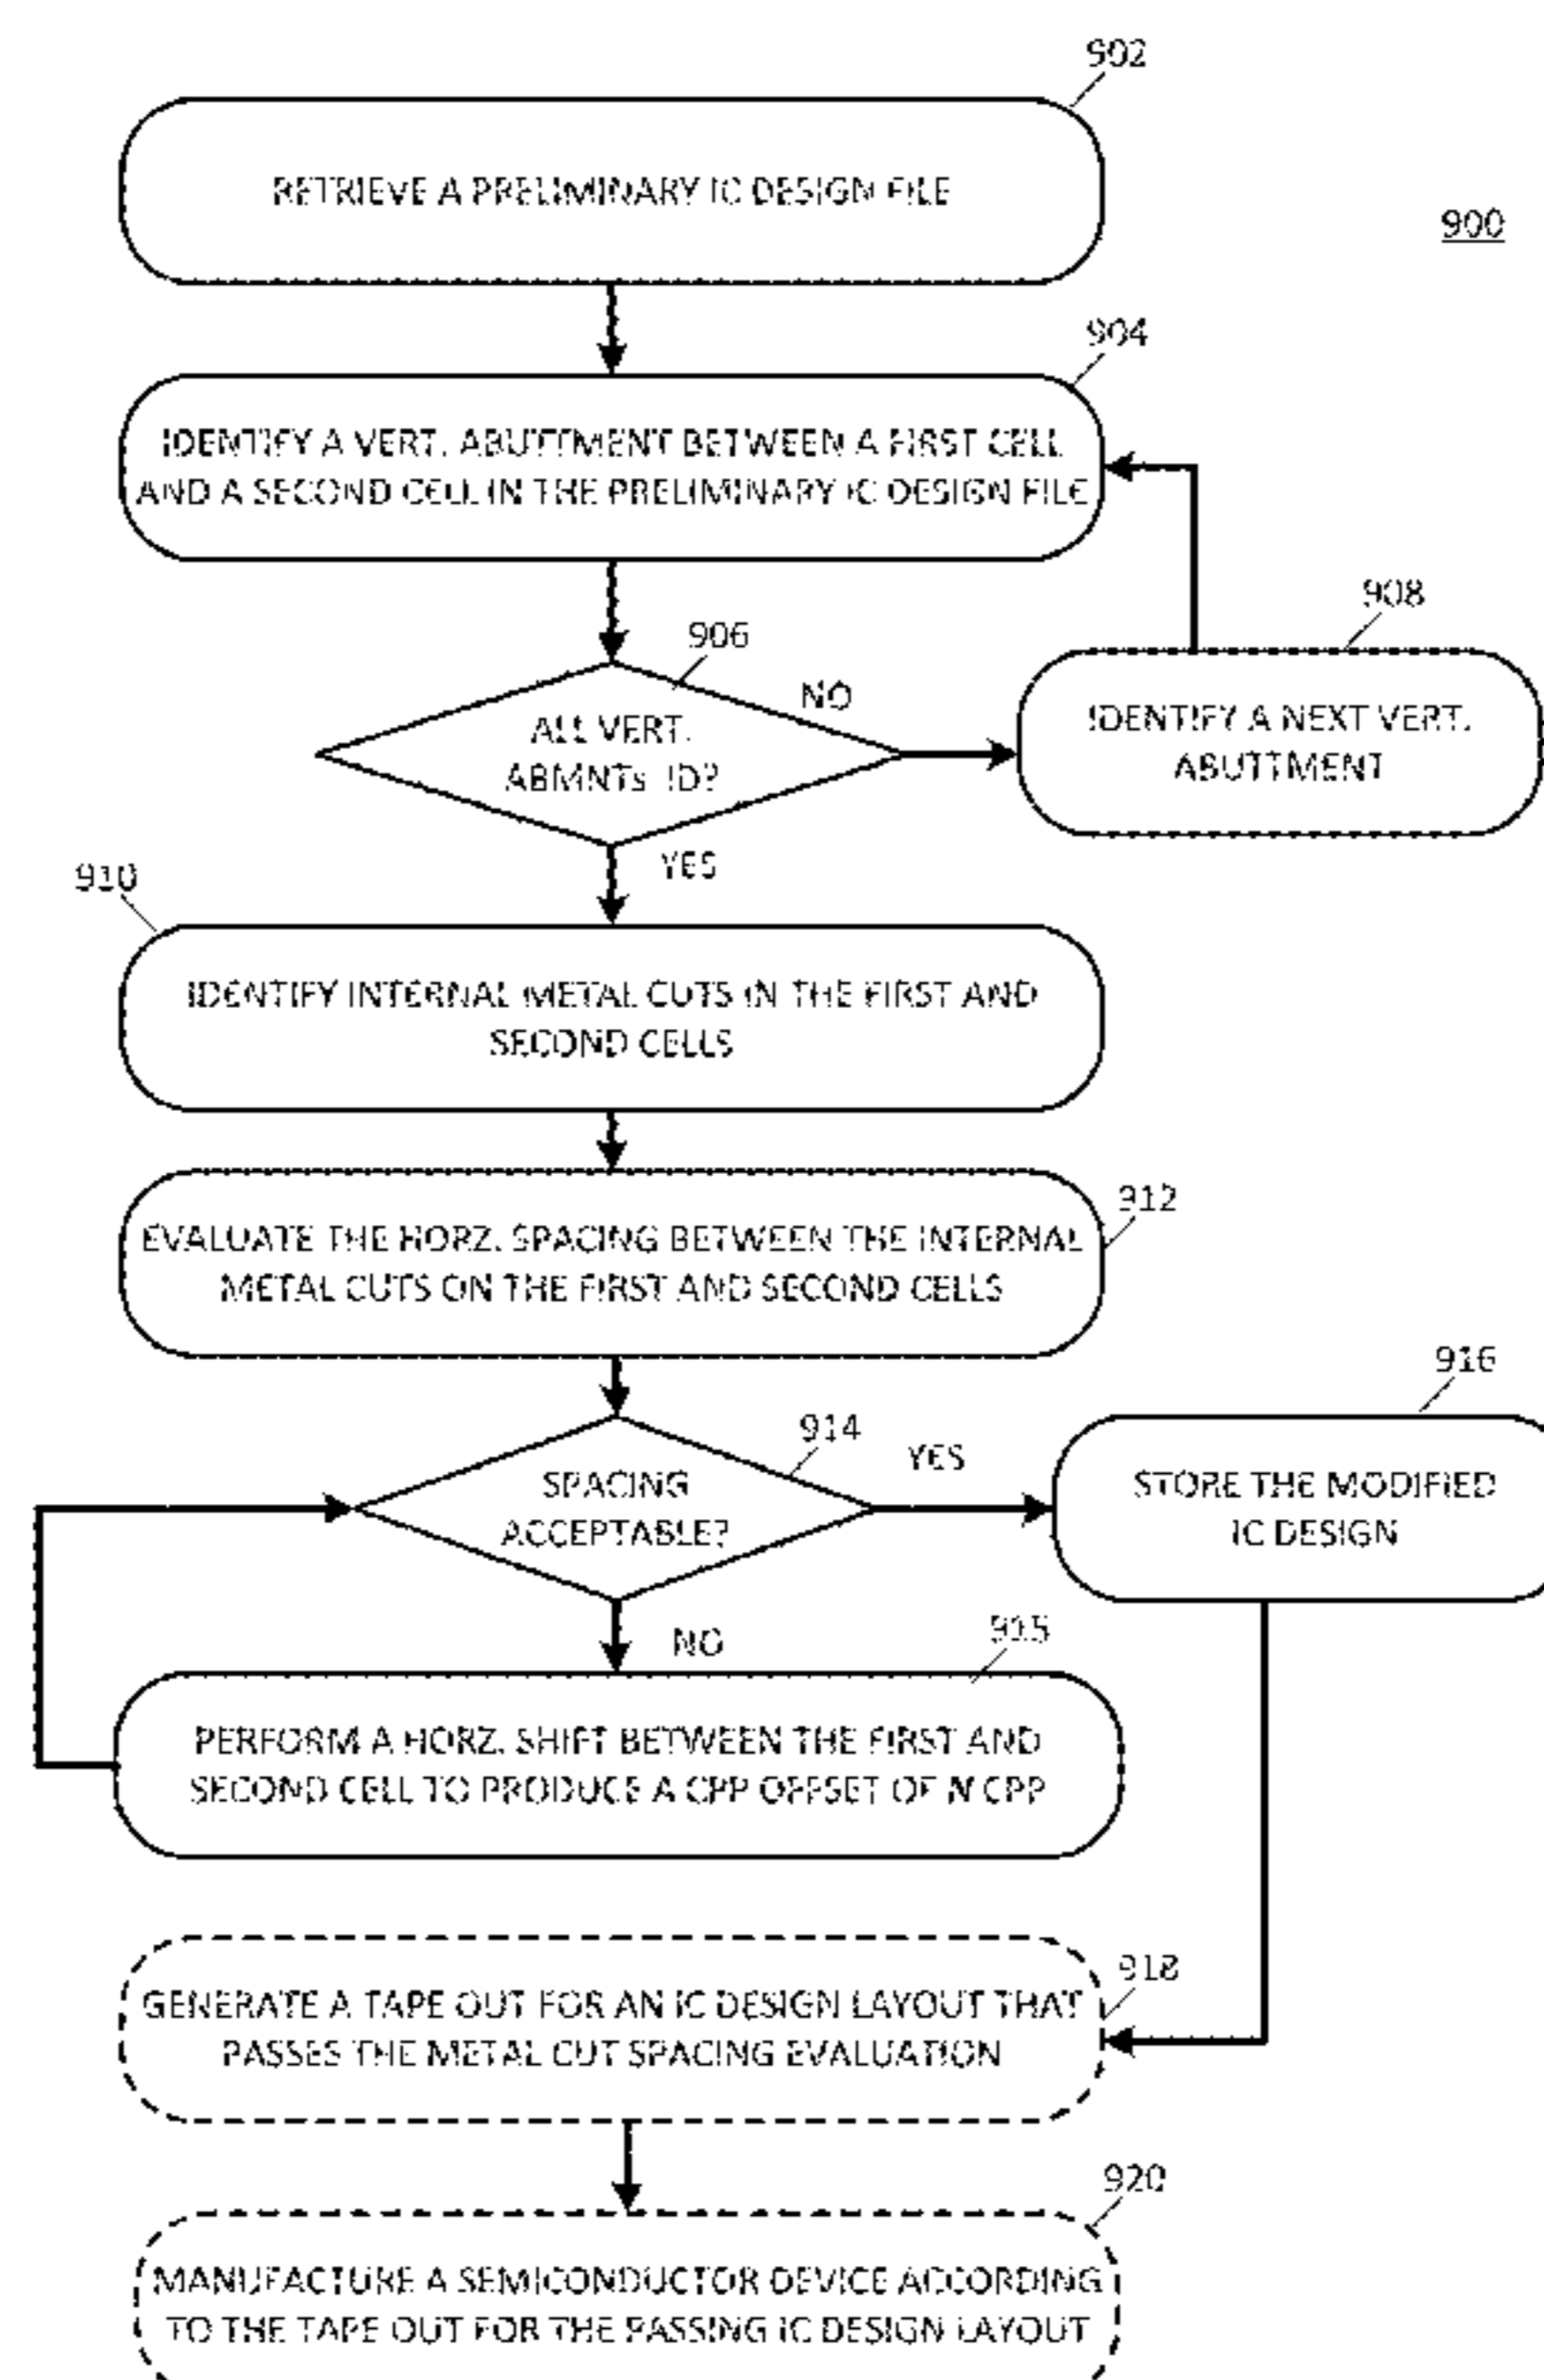 902
RETRIEVE A PRELIMINARY IC DESIGN FILE
900
904
IDENTIFY A VERT. ABUTTMENT BETWEEN A FIRST CELL
AND A SECOND CELL IN THE PRELIMINARY IC DESIGN FILE
908
906
NO
ALL VERT.
ABMNTs ID?
IDENTIFY A NEXT VERT.
ABUTTMENT
YES
910
IDENTIFY INTERNAL METAL CUTS IN THE FIRST AND
SECOND CELLS
912
EVALUATE THE HORZ. SPACING BETWEEN THE INTERNAL
METAL CUTS ON THE FIRST AND SECOND CELLS
916
914
YES
SPACING
ACCEPTABLE?
STORE THE MODIFIED
IC DESIGN
NO
915
PERFORM A HORZ. SHIFT BETWEEN THE FIRST AND
SECOND CELL TO PRODUCE A CPP OFFSET OF N CPP
918
GENERATE A TAPE OUT FOR AN IC DESIGN LAYOUT THAT
PASSES THE METAL CUT SPACING EVALUATION
920
MANUFACTURE A SEMICONDUCTOR DEVICE ACCORDING
TO THE TAPE OUT FOR THE PASSING IC DESIGN LAYOUT